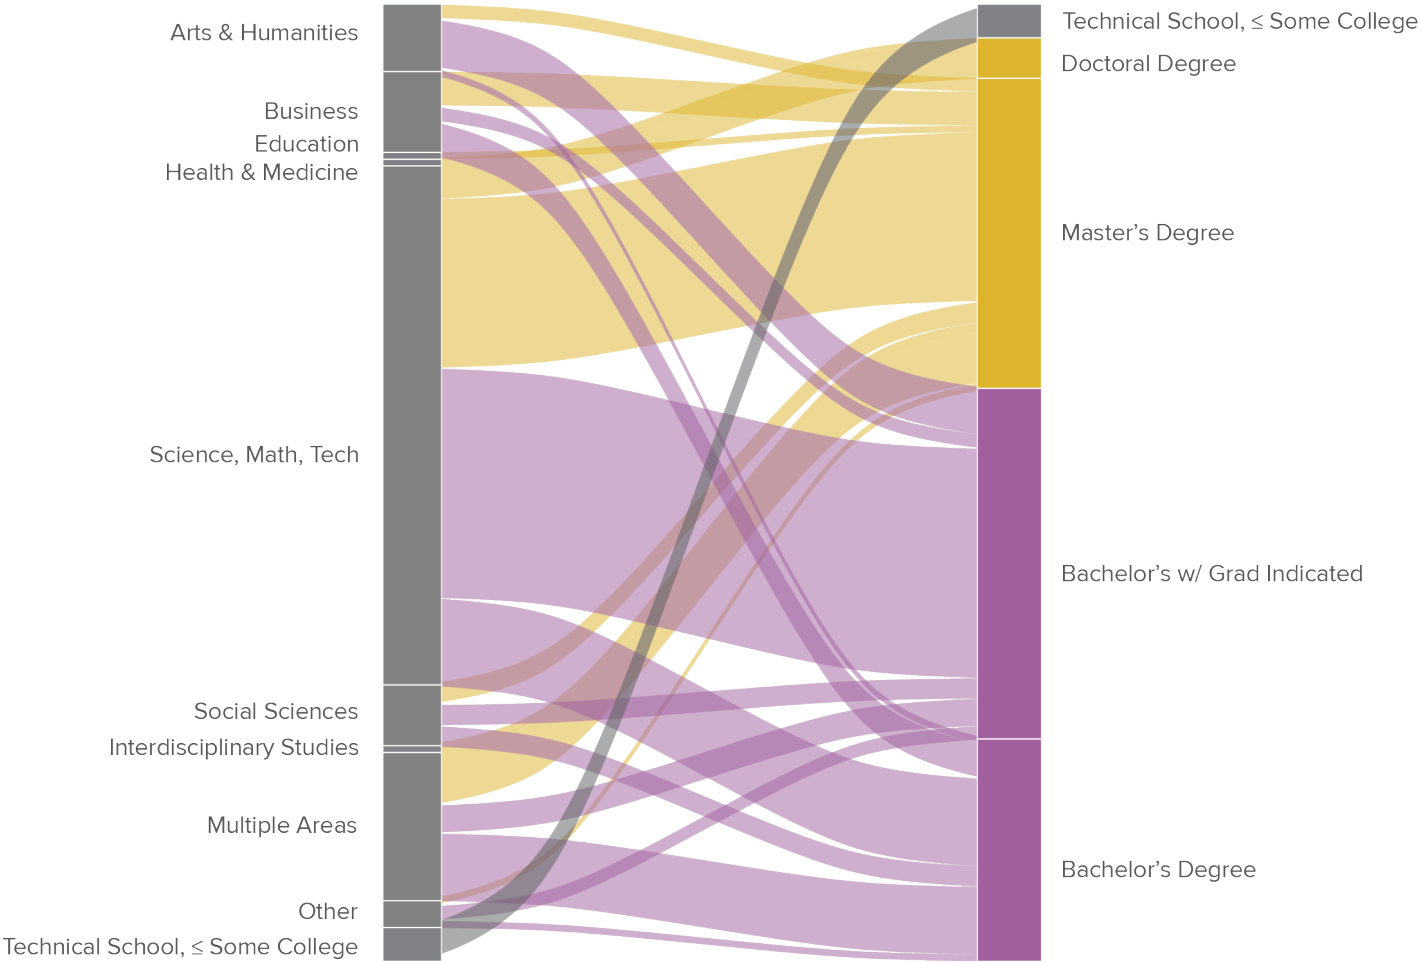 Arts & Humanities
Business
Education
Health & Medicine
Science, Math, Tech
Social Sciences
Interdisciplinary Studies
Multiple Areas
Other
Technical School, ≤ Some College
Technical School, ≤ Some College
Doctoral Degree
Master’s Degree
Bachelor’s w/ Grad Indicated
Bachelor’s Degree